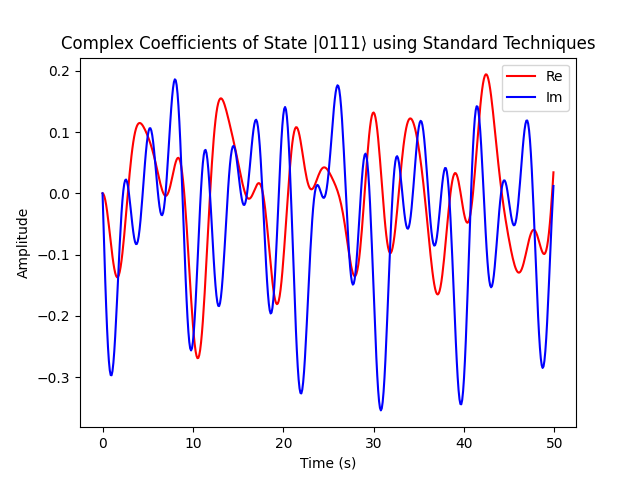 Complex Coefficients of State |0111⟩ using Standard Techniques
Re
Im
0.2
0.1
0.0
−0.1
−0.2
−0.3
Amplitude
0 10 20 30 40 50
Time (s)